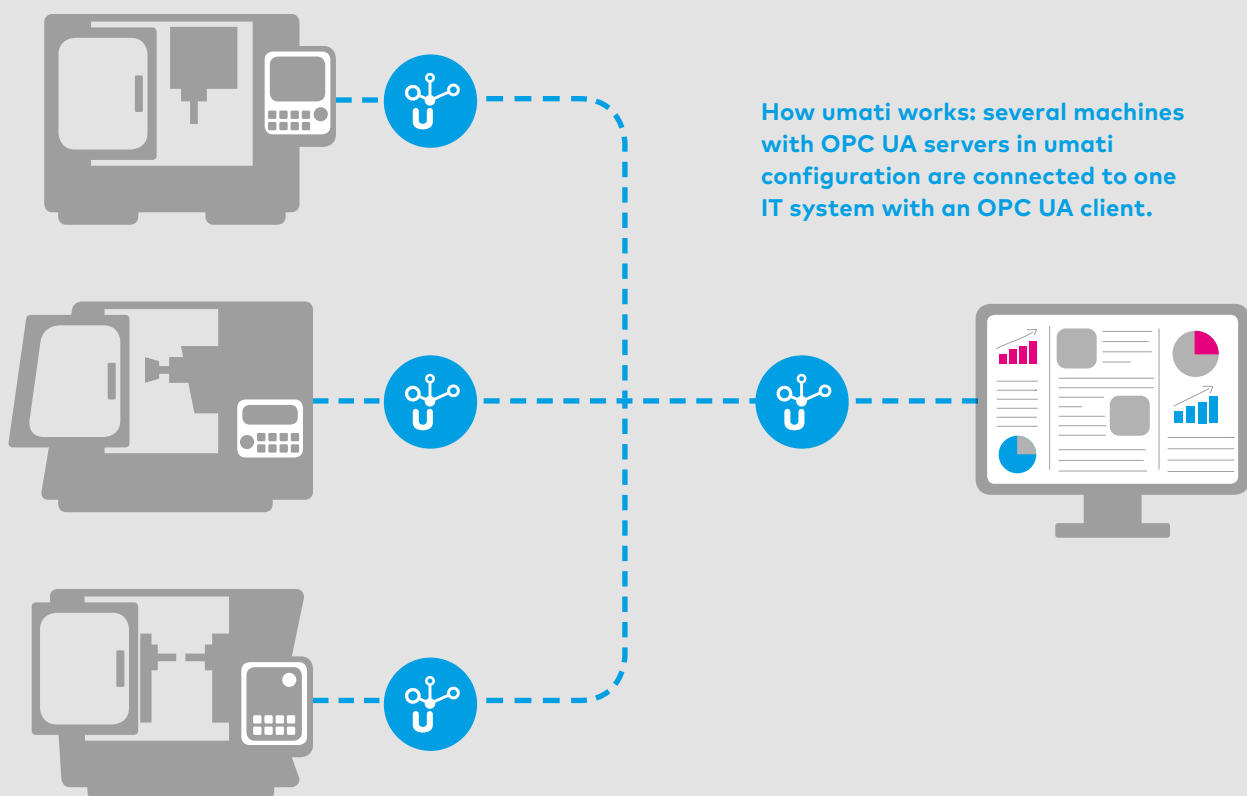 How umati works: several machines
with OPC UA servers in umati
configuration are connected to one
IT system with an OPC UA client.
u
u
u
u